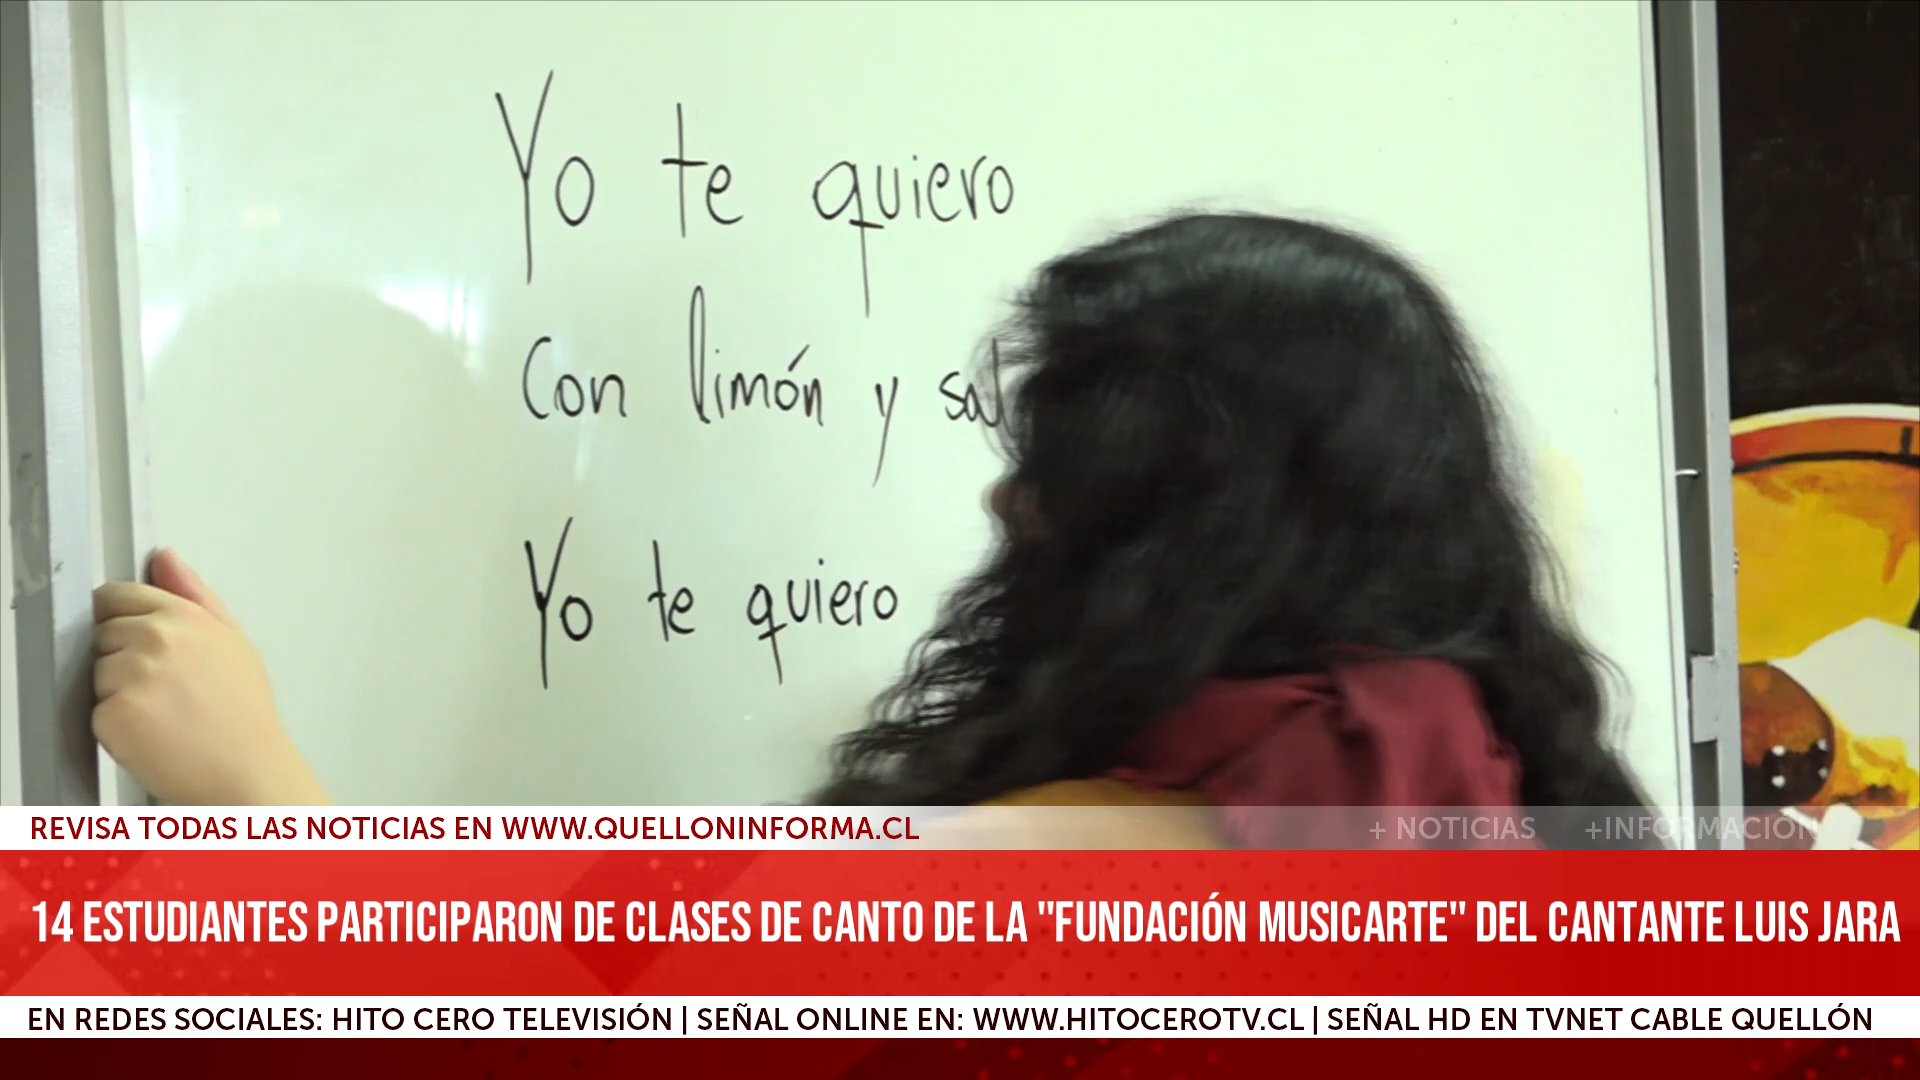 Yo te quiero
Con limón y sal
Yo te quiero
REVISA TODAS LAS NOTICIAS EN WWW.QUELLONINFORMA.CL
+ NOTICIAS +INFORMACIÓN
14 ESTUDIANTES PARTICIPARON DE CLASES DE CANTO DE LA "FUNDACIÓN MUSICARTE" DEL CANTANTE LUIS JARA
EN REDES SOCIALES: HITO CERO TELEVISIÓN | SEÑAL ONLINE EN: WWW.HITOCEROTV.CL | SEÑAL HD EN TVNET CABLE QUELLÓN